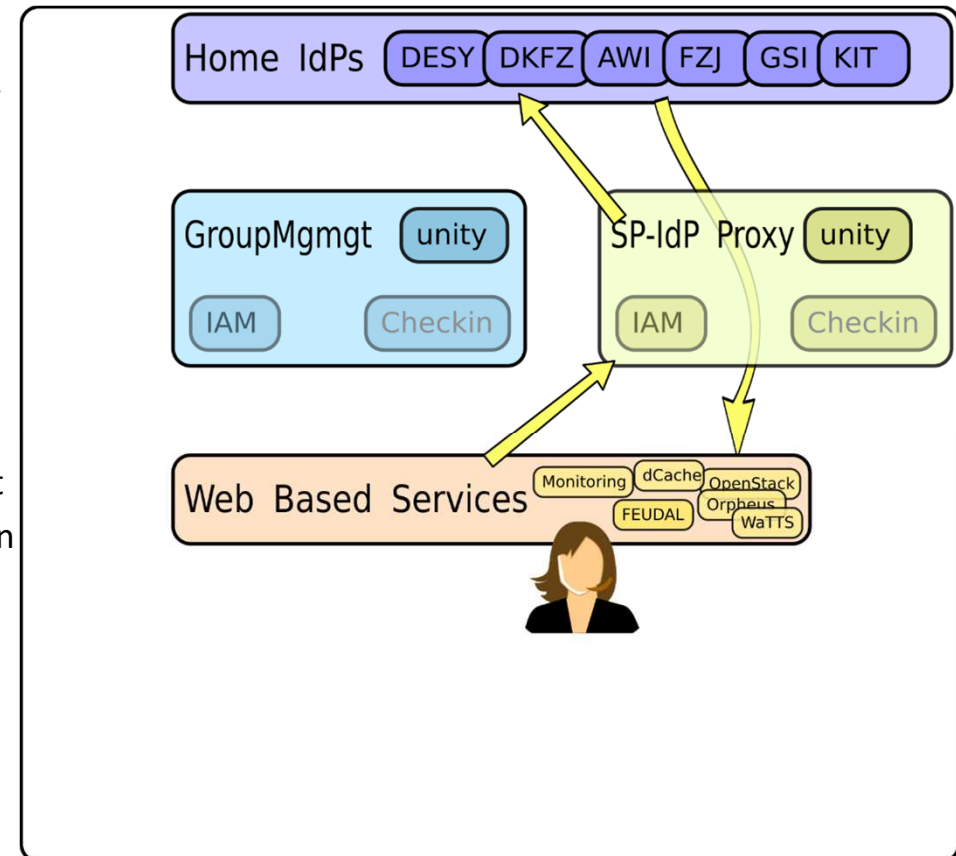 Home IdPs DESY DKFZ AWI FZJ GSI KIT
GroupMgmgt unity
IAM Checkin
SP-IdP Proxy unity
IAM Checkin
Web Based Services Monitoring dCache OpenStack
FEUDAL Orpheus
WaTTS
t
n